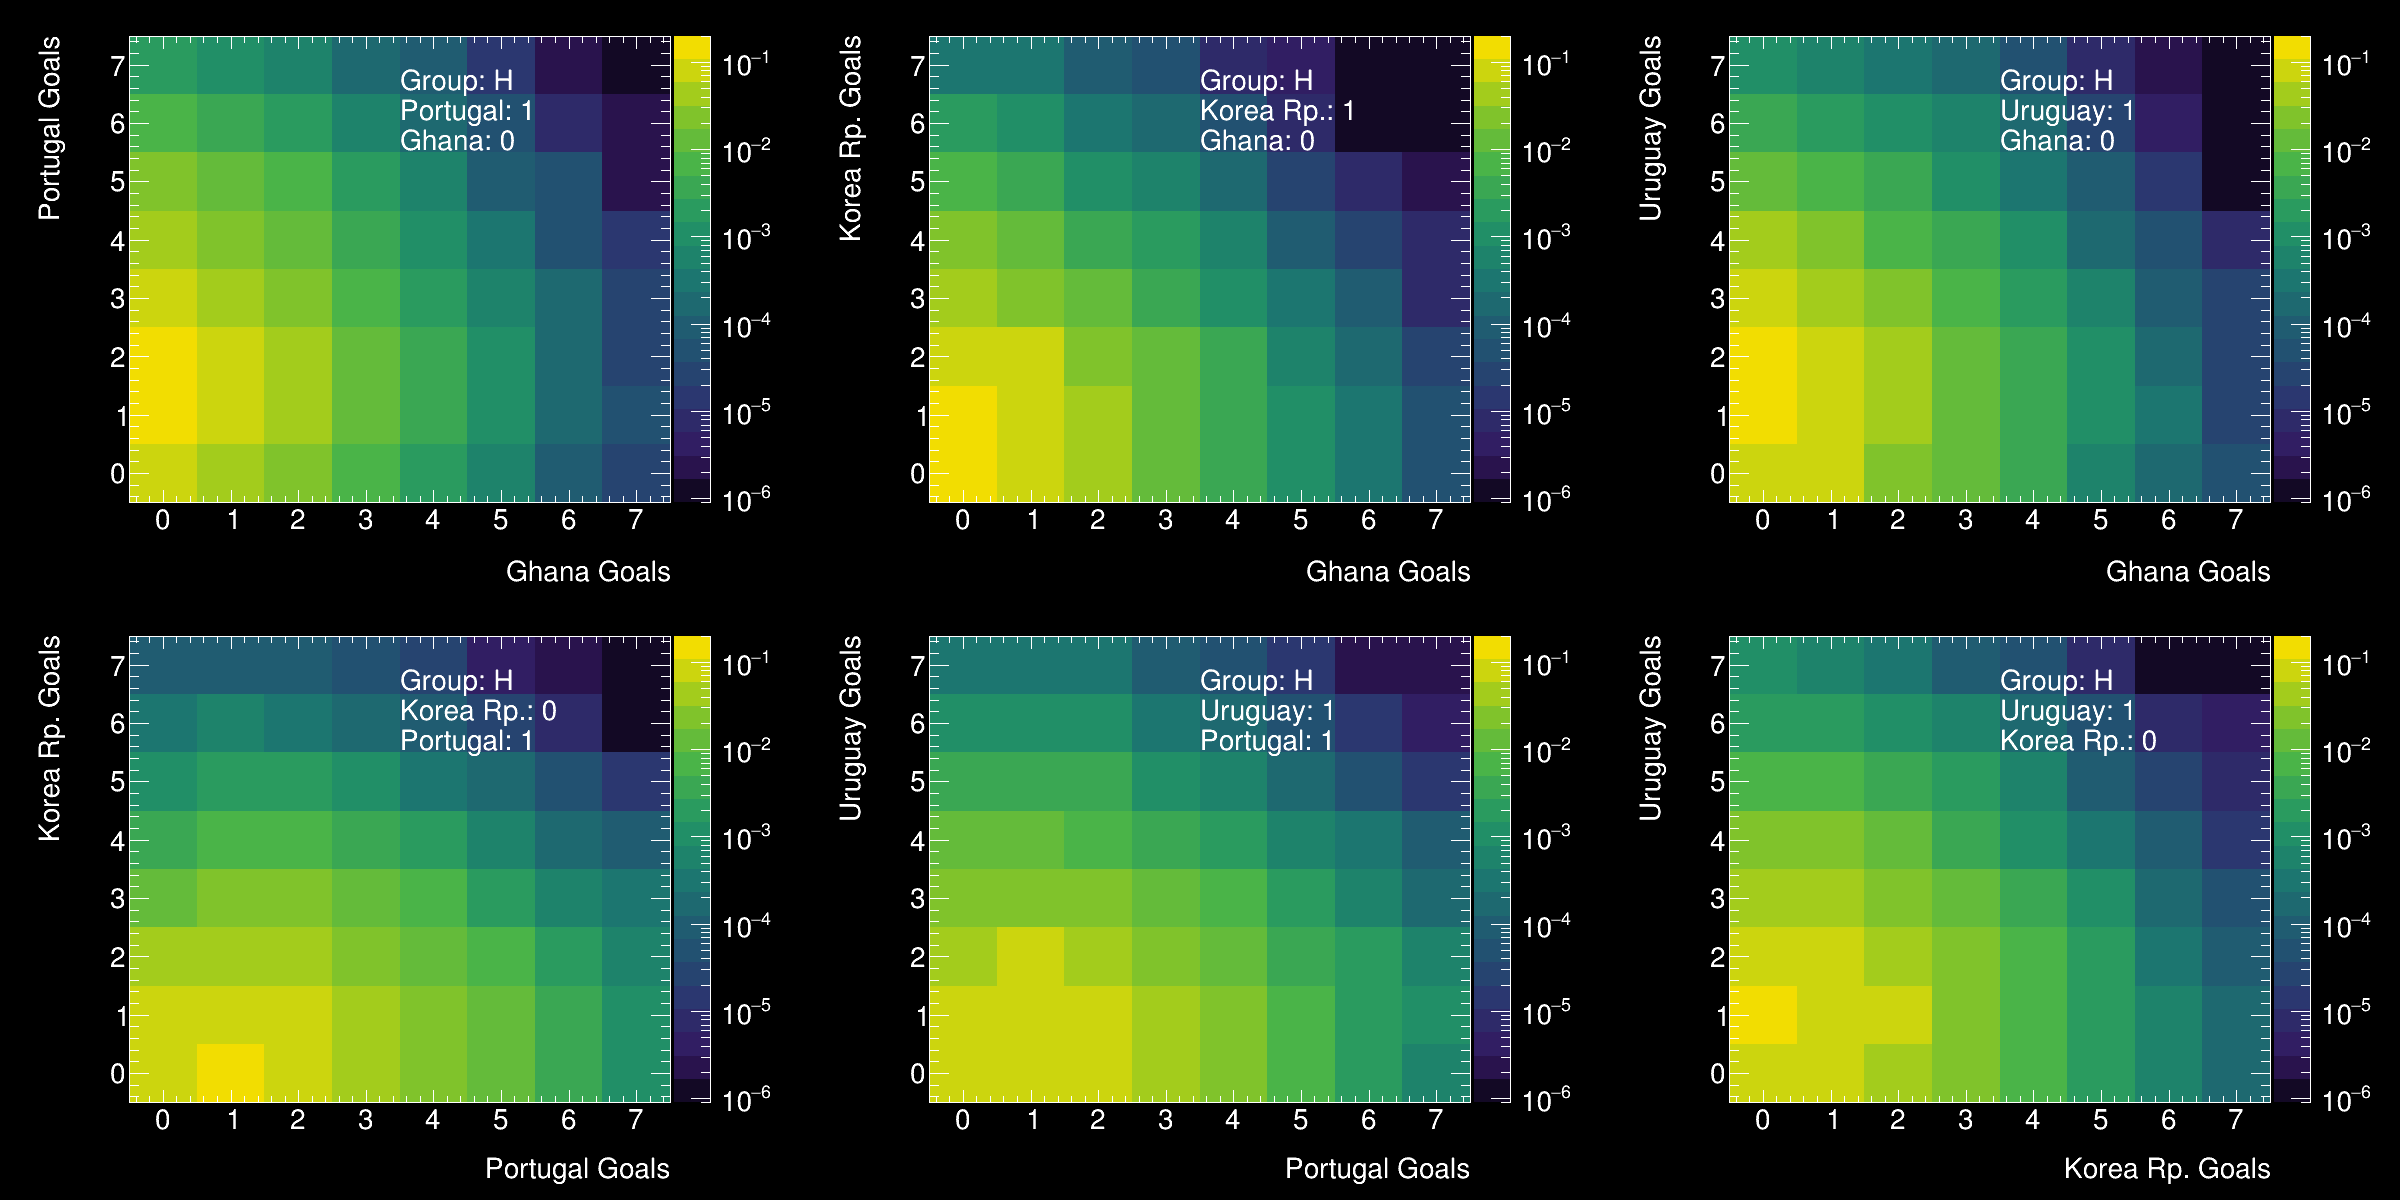 Portugal Goals
7
6
5
4
3
2
1
0
Group: H
Portugal: 1
Ghana: 0
10⁻¹
10⁻²
10⁻³
10⁻⁴
10⁻⁵
10⁻⁶
0 1 2 3 4 5 6 7
Ghana Goals
Korea Rp. Goals
7
6
5
4
3
2
1
0
Group: H
Korea Rp.: 1
Ghana: 0
10⁻¹
10⁻²
10⁻³
10⁻⁴
10⁻⁵
10⁻⁶
0 1 2 3 4 5 6 7
Ghana Goals
Uruguay Goals
7
6
5
4
3
2
1
0
Group: H
Uruguay: 1
Ghana: 0
10⁻¹
10⁻²
10⁻³
10⁻⁴
10⁻⁵
10⁻⁶
0 1 2 3 4 5 6 7
Ghana Goals
Korea Rp. Goals
7
6
5
4
3
2
1
0
Group: H
Korea Rp.: 0
Portugal: 1
10⁻¹
10⁻²
10⁻³
10⁻⁴
10⁻⁵
10⁻⁶
0 1 2 3 4 5 6 7
Portugal Goals
Uruguay Goals
7
6
5
4
3
2
1
0
Group: H
Uruguay: 1
Portugal: 1
10⁻¹
10⁻²
10⁻³
10⁻⁴
10⁻⁵
10⁻⁶
0 1 2 3 4 5 6 7
Portugal Goals
Uruguay Goals
7
6
5
4
3
2
1
0
Group: H
Uruguay: 1
Korea Rp.: 0
10⁻¹
10⁻²
10⁻³
10⁻⁴
10⁻⁵
10⁻⁶
0 1 2 3 4 5 6 7
Korea Rp. Goals